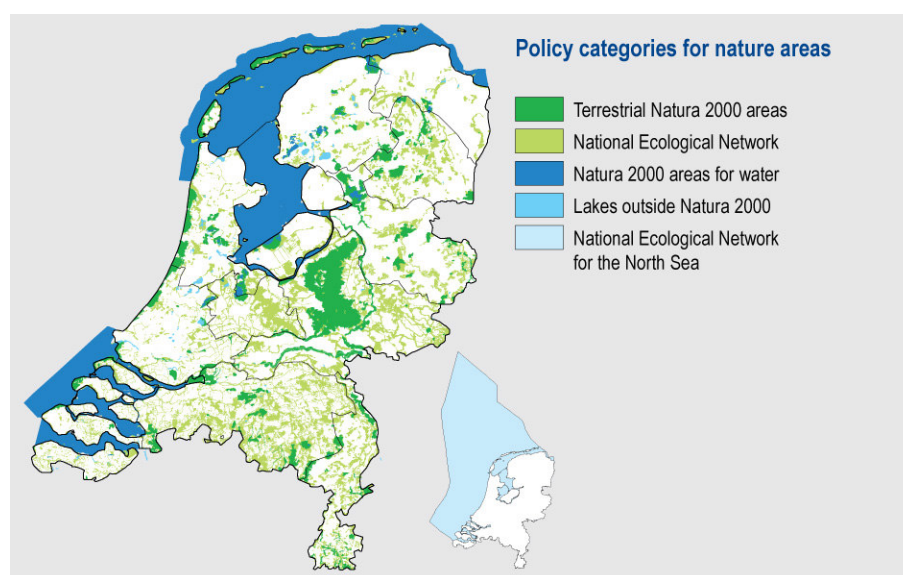 Policy categories for nature areas
Terrestrial Natura 2000 areas
National Ecological Network
Natura 2000 areas for water
Lakes outside Natura 2000
National Ecological Network
for the North Sea